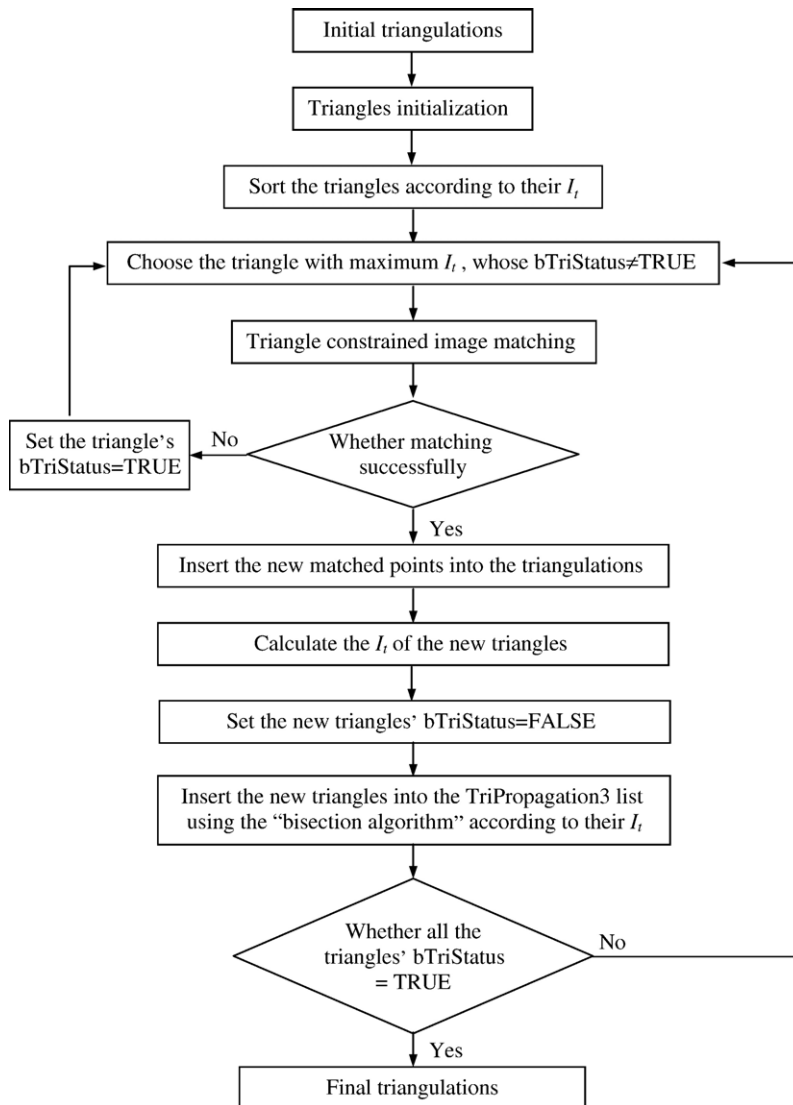 Initial triangulations
Triangles initialization
Sort the triangles according to their It
Choose the triangle with maximum It , whose bTriStatus≠TRUE
Triangle constrained image matching
Set the triangle‘s
bTriStatus=TRUE
No
Whether matching
successfully
Yes
Insert the new matched points into the triangulations
Calculate the It of the new triangles
Set the new triangles’ bTriStatus=FALSE
Insert the new triangles into the TriPropagation3 list
using the “bisection algorithm” according to their It
Whether all the
triangles’ bTriStatus
= TRUE
No
Yes
Final triangulations